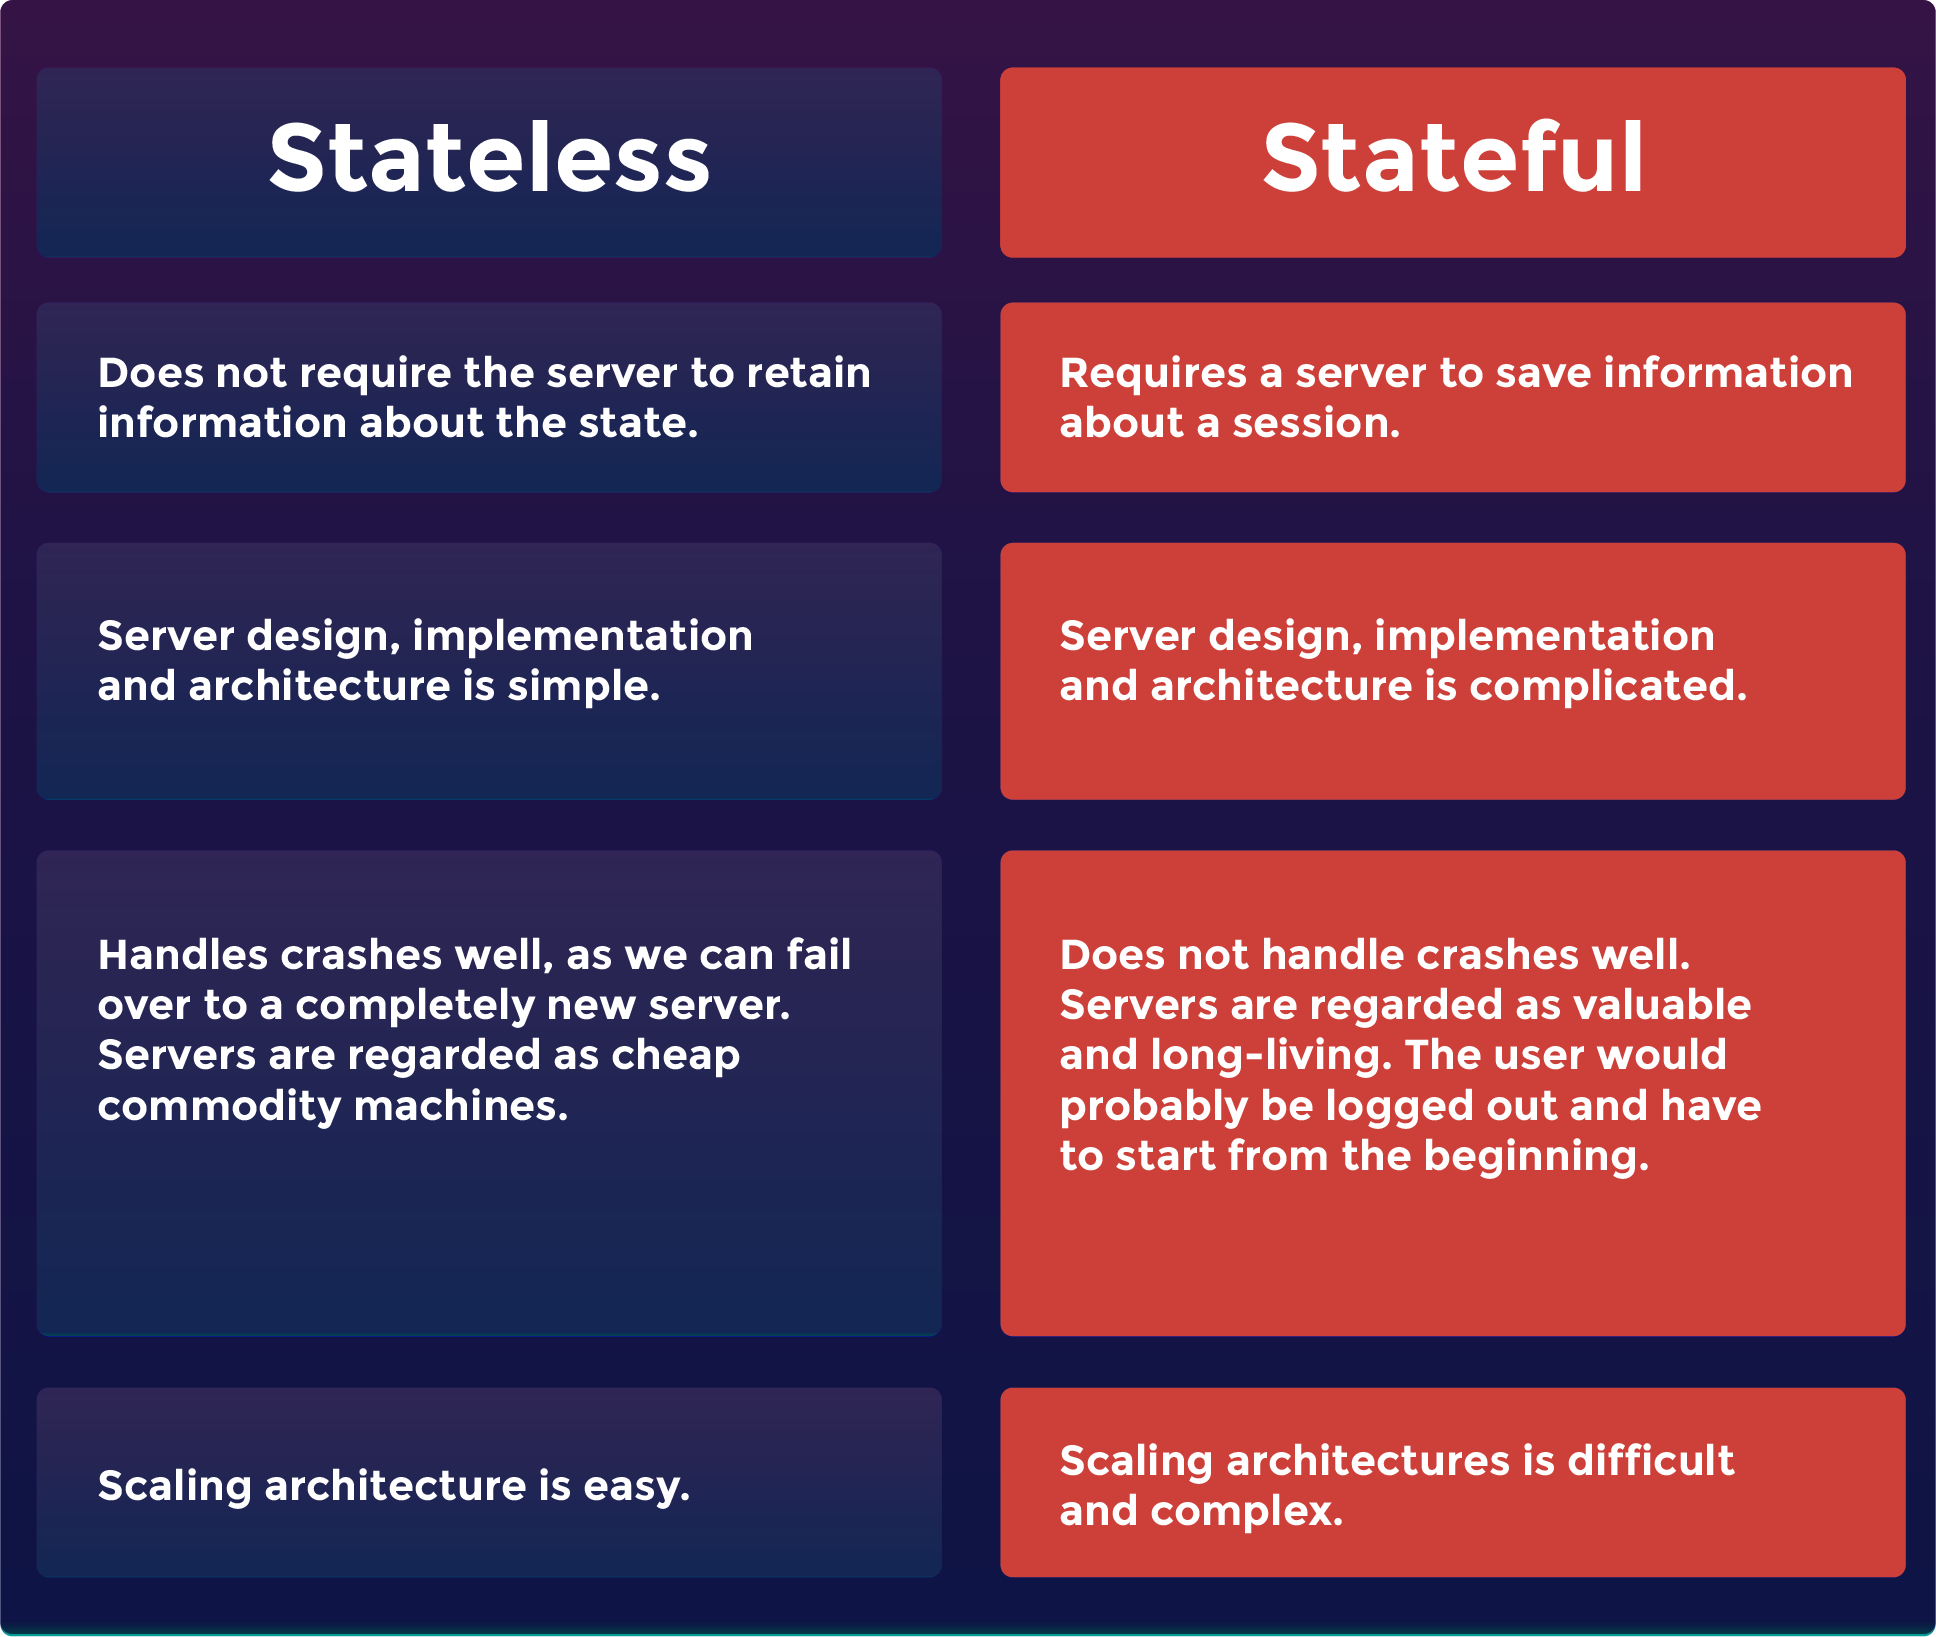 Stateless
Stateful
Does not require the server to retain
information about the state.
Requires a server to save information
about a session.
Server design, implementation
and architecture is simple.
Server design, implementation
and architecture is complicated.
Handles crashes well, as we can fail
over to a completely new server.
Servers are regarded as cheap
commodity machines.
Does not handle crashes well.
Servers are regarded as valuable
and long-living. The user would
probably be logged out and have
to start from the beginning.
Scaling architecture is easy.
Scaling architectures is difficult
and complex.